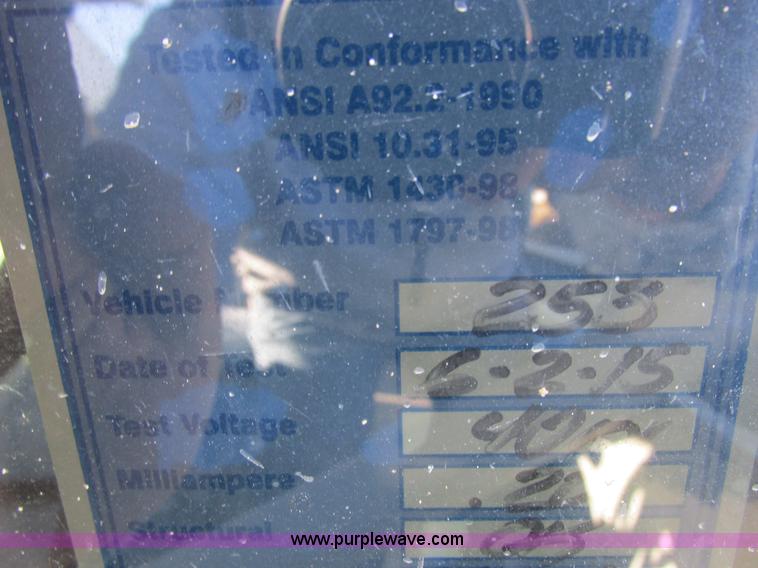 Tested in Conformance with
ANSI A92.2-1990
ANSI 10.31-95
ASTM 1430-98
ASTM 1797-98
Vehicle Number 253
Date of Test 6-2-15
Test Voltage
Milliampere
Structural
www.purplewave.com